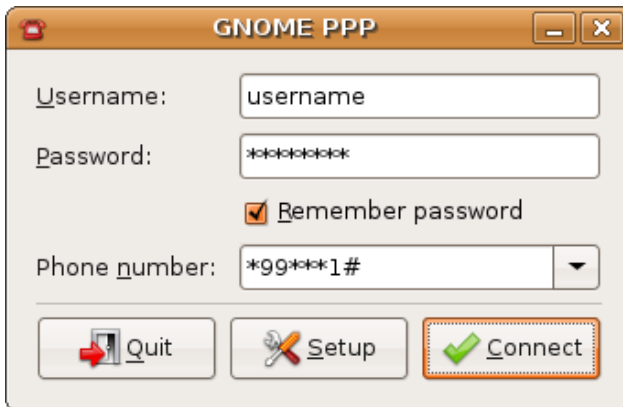 GNOME PPP
Username: username
Password: ********
Remember password
Phone number: *99***1#
Quit Setup Connect